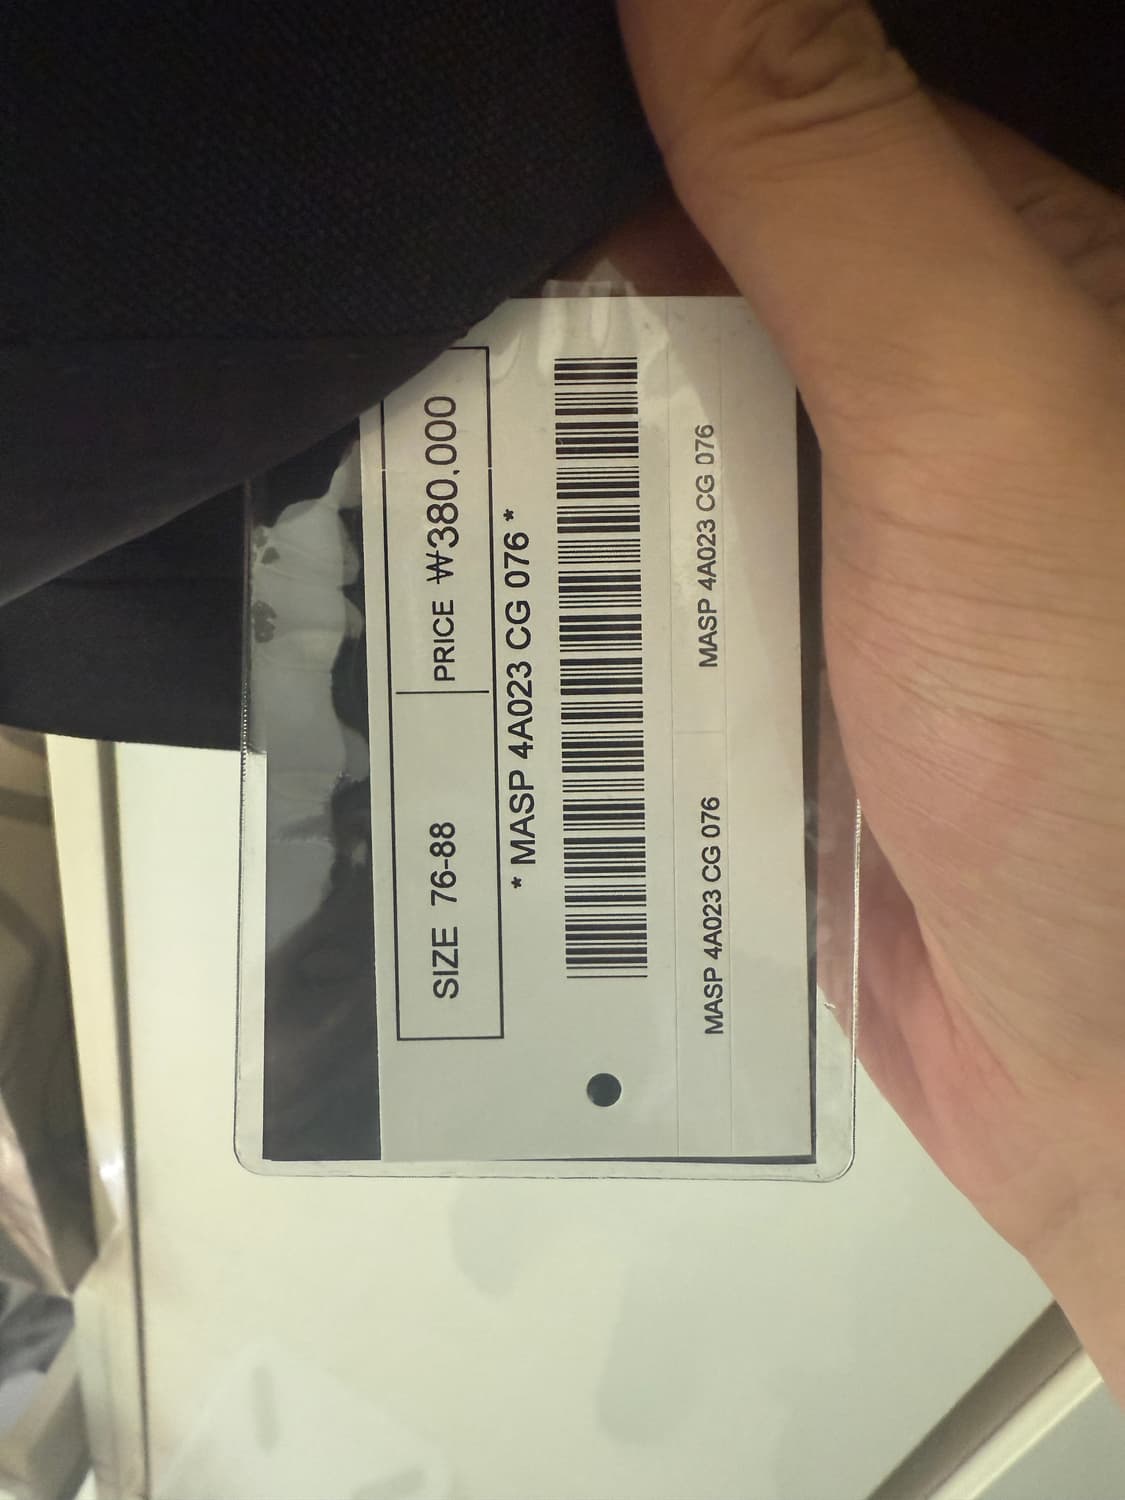 SIZE 76-88 PRICE ₩380,000
* MASP 4A023 CG 076 *
MASP 4A023 CG 076 MASP 4A023 CG 076